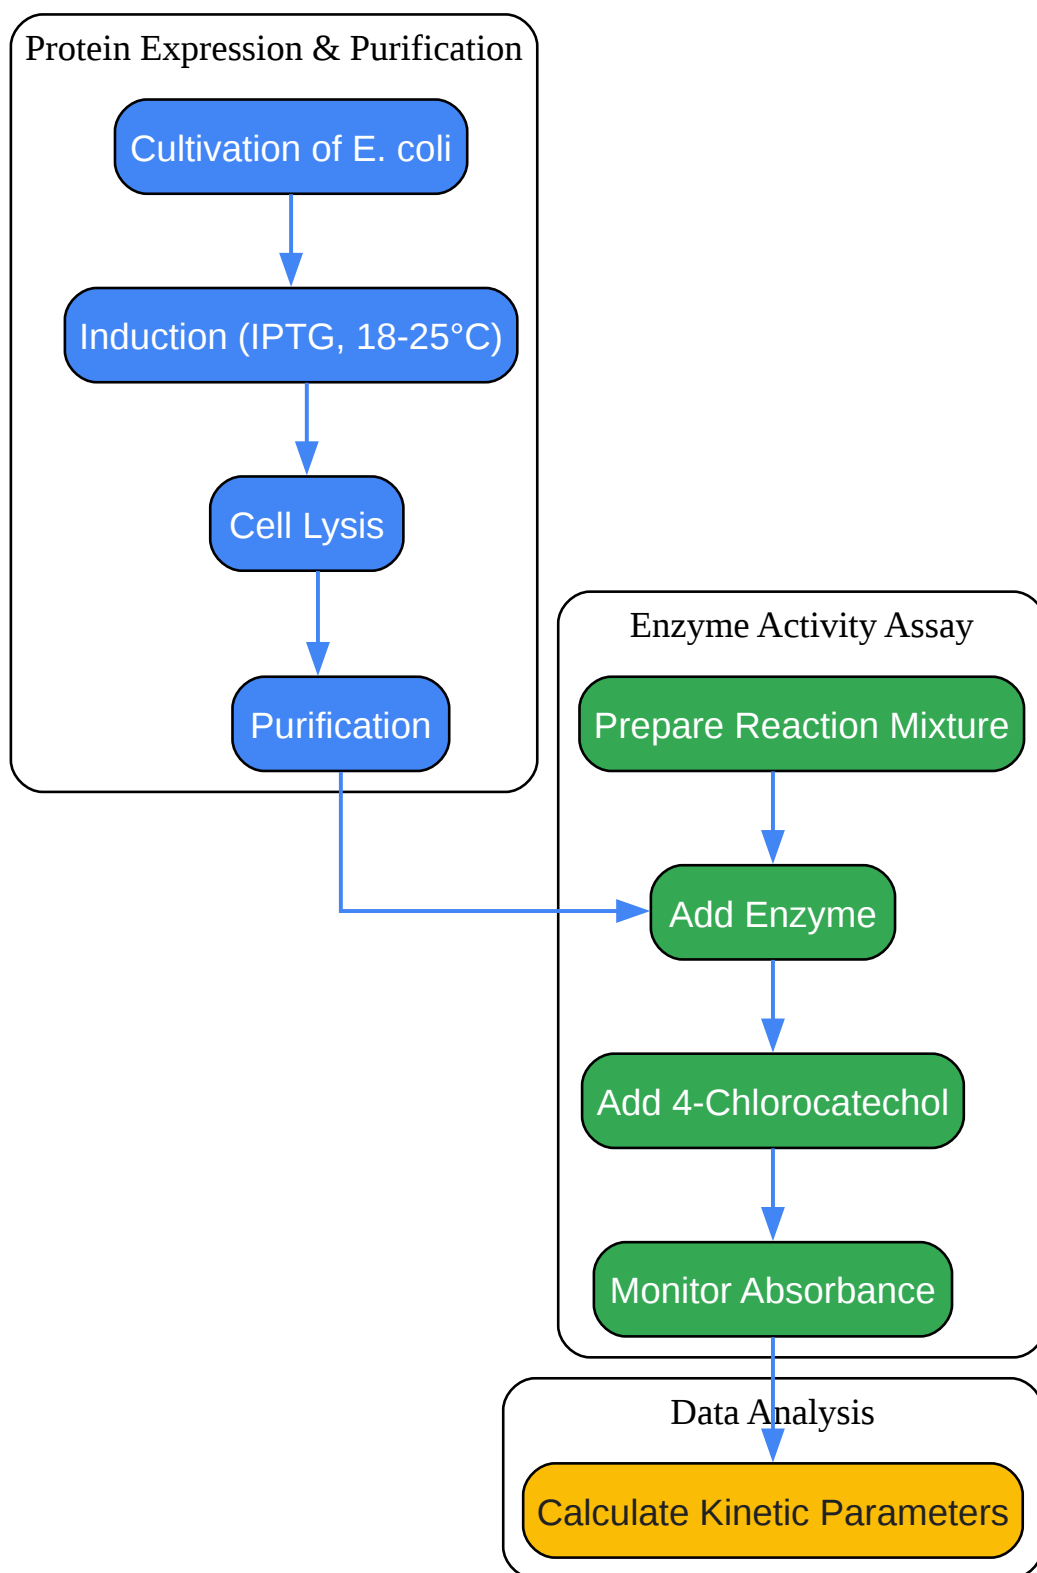 Protein Expression & Purification
Cultivation of E. coli
Induction (IPTG, 18-25°C)
Cell Lysis
Purification
Enzyme Activity Assay
Prepare Reaction Mixture
Add Enzyme
Add 4-Chlorocatechol
Monitor Absorbance
Data Analysis
Calculate Kinetic Parameters